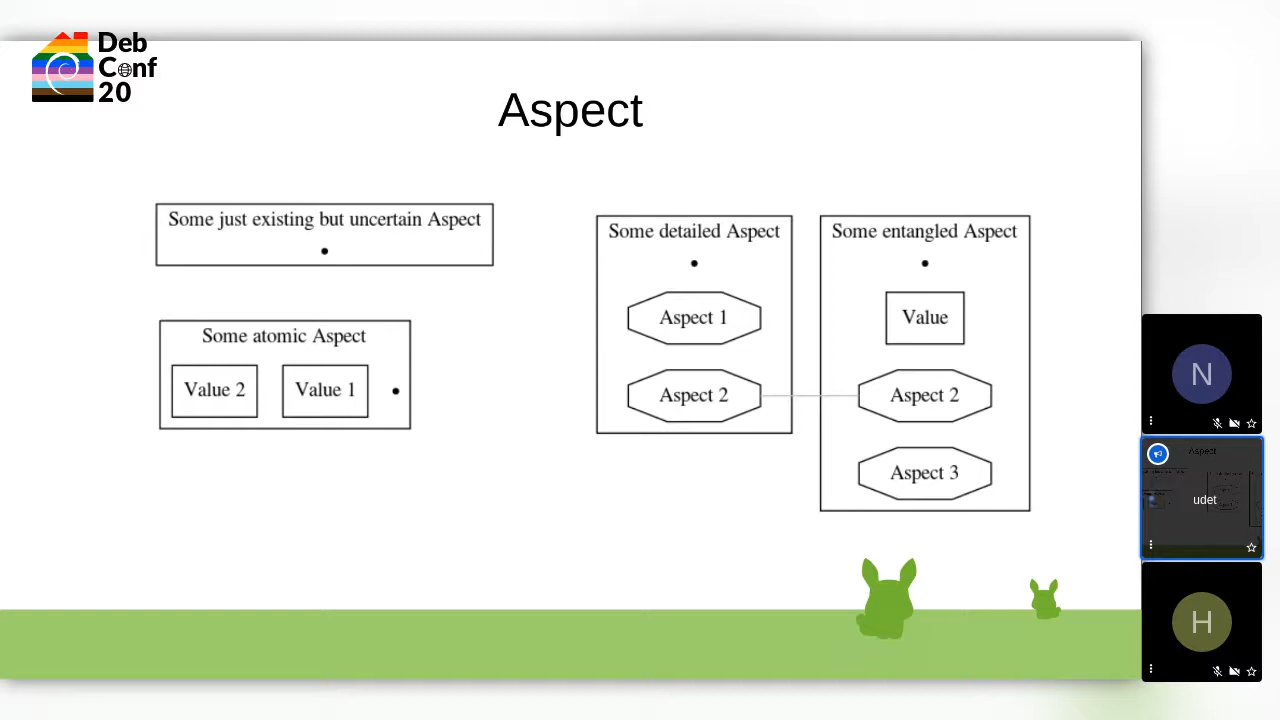 Deb
Conf
20
Aspect
Some just existing but uncertain Aspect
Some atomic Aspect
Value 2
Value 1
Some detailed Aspect
Aspect 1
Aspect 2
Some entangled Aspect
Value
Aspect 2
Aspect 3
N
Aspect
udet
H